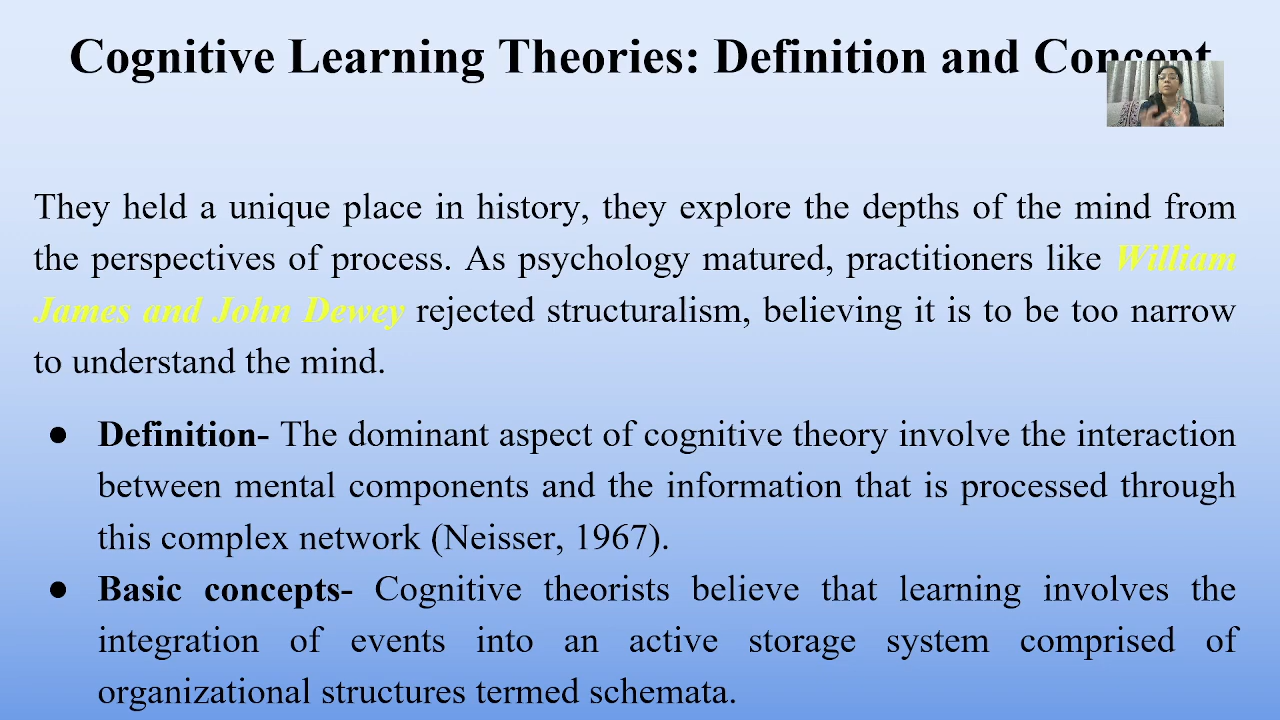 Cognitive Learning Theories: Definition and Concept
They held a unique place in history, they explore the depths of the mind from
the perspectives of process. As psychology matured, practitioners like William
James and John Dewey rejected structuralism, believing it is to be too narrow
to understand the mind.
● Definition- The dominant aspect of cognitive theory involve the interaction
between mental components and the information that is processed through
this complex network (Neisser, 1967).
● Basic concepts- Cognitive theorists believe that learning involves the
integration of events into an active storage system comprised of
organizational structures termed schemata.